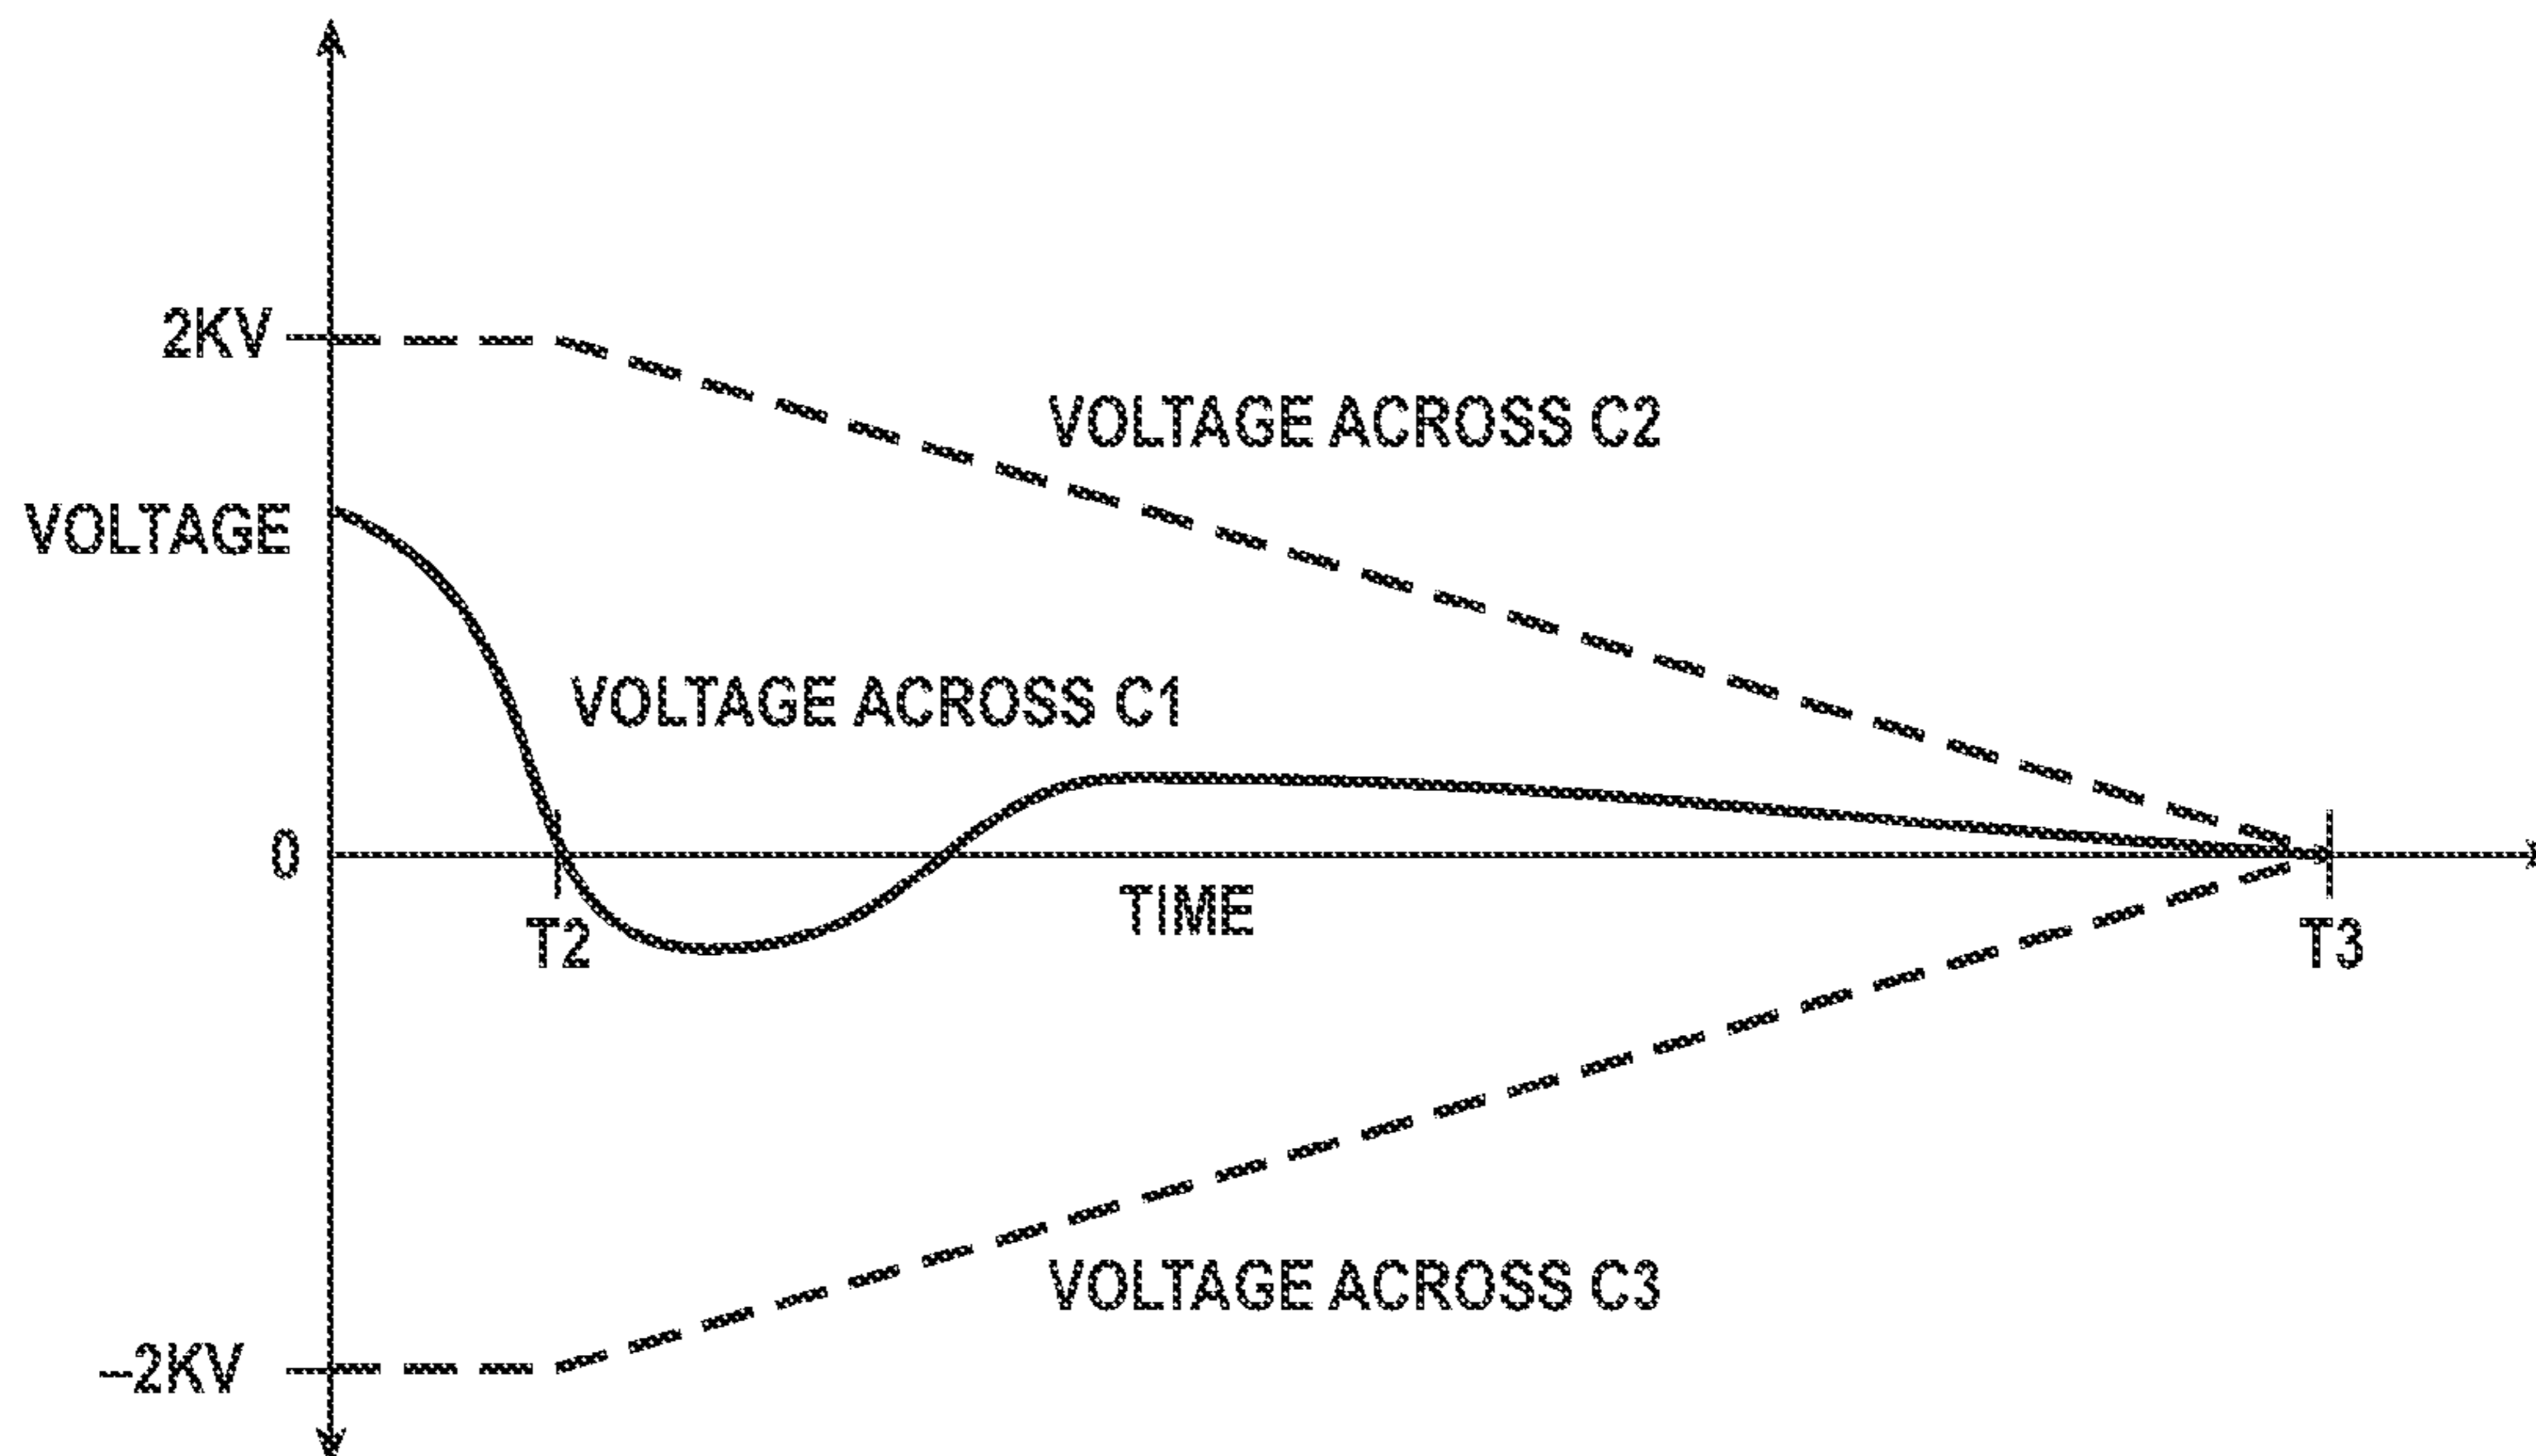 2KV
VOLTAGE ACROSS C2
VOLTAGE
VOLTAGE ACROSS C1
0
TIME
T2
T3
VOLTAGE ACROSS C3
–2KV